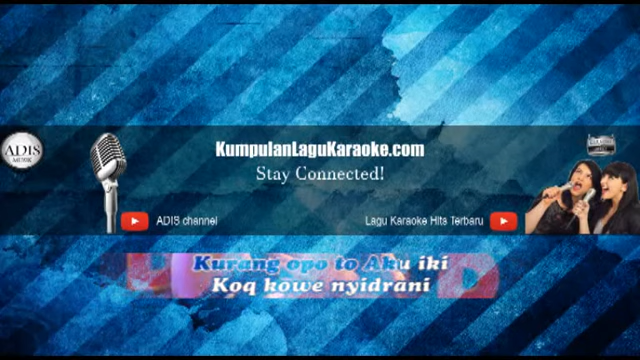 KumpulanLaguKaraoke.com
ADIS
MUSIK
Stay Connected!
ADIS channel
Lagu Karaoke Hits Terbaru
Kurang opo to Aku iki
Koq kowe nyidrani